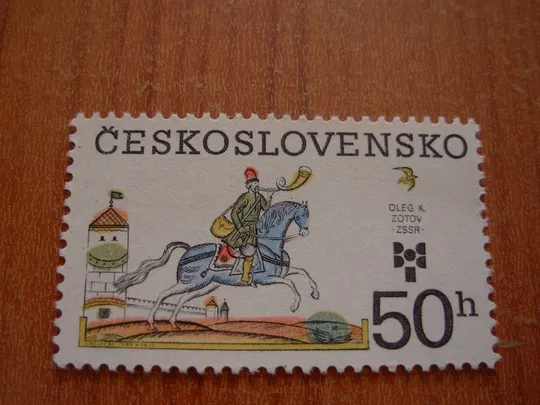 ČESKOSLOVENSKO
OLEG K.
ZOTOV
-ZSSR-
50h